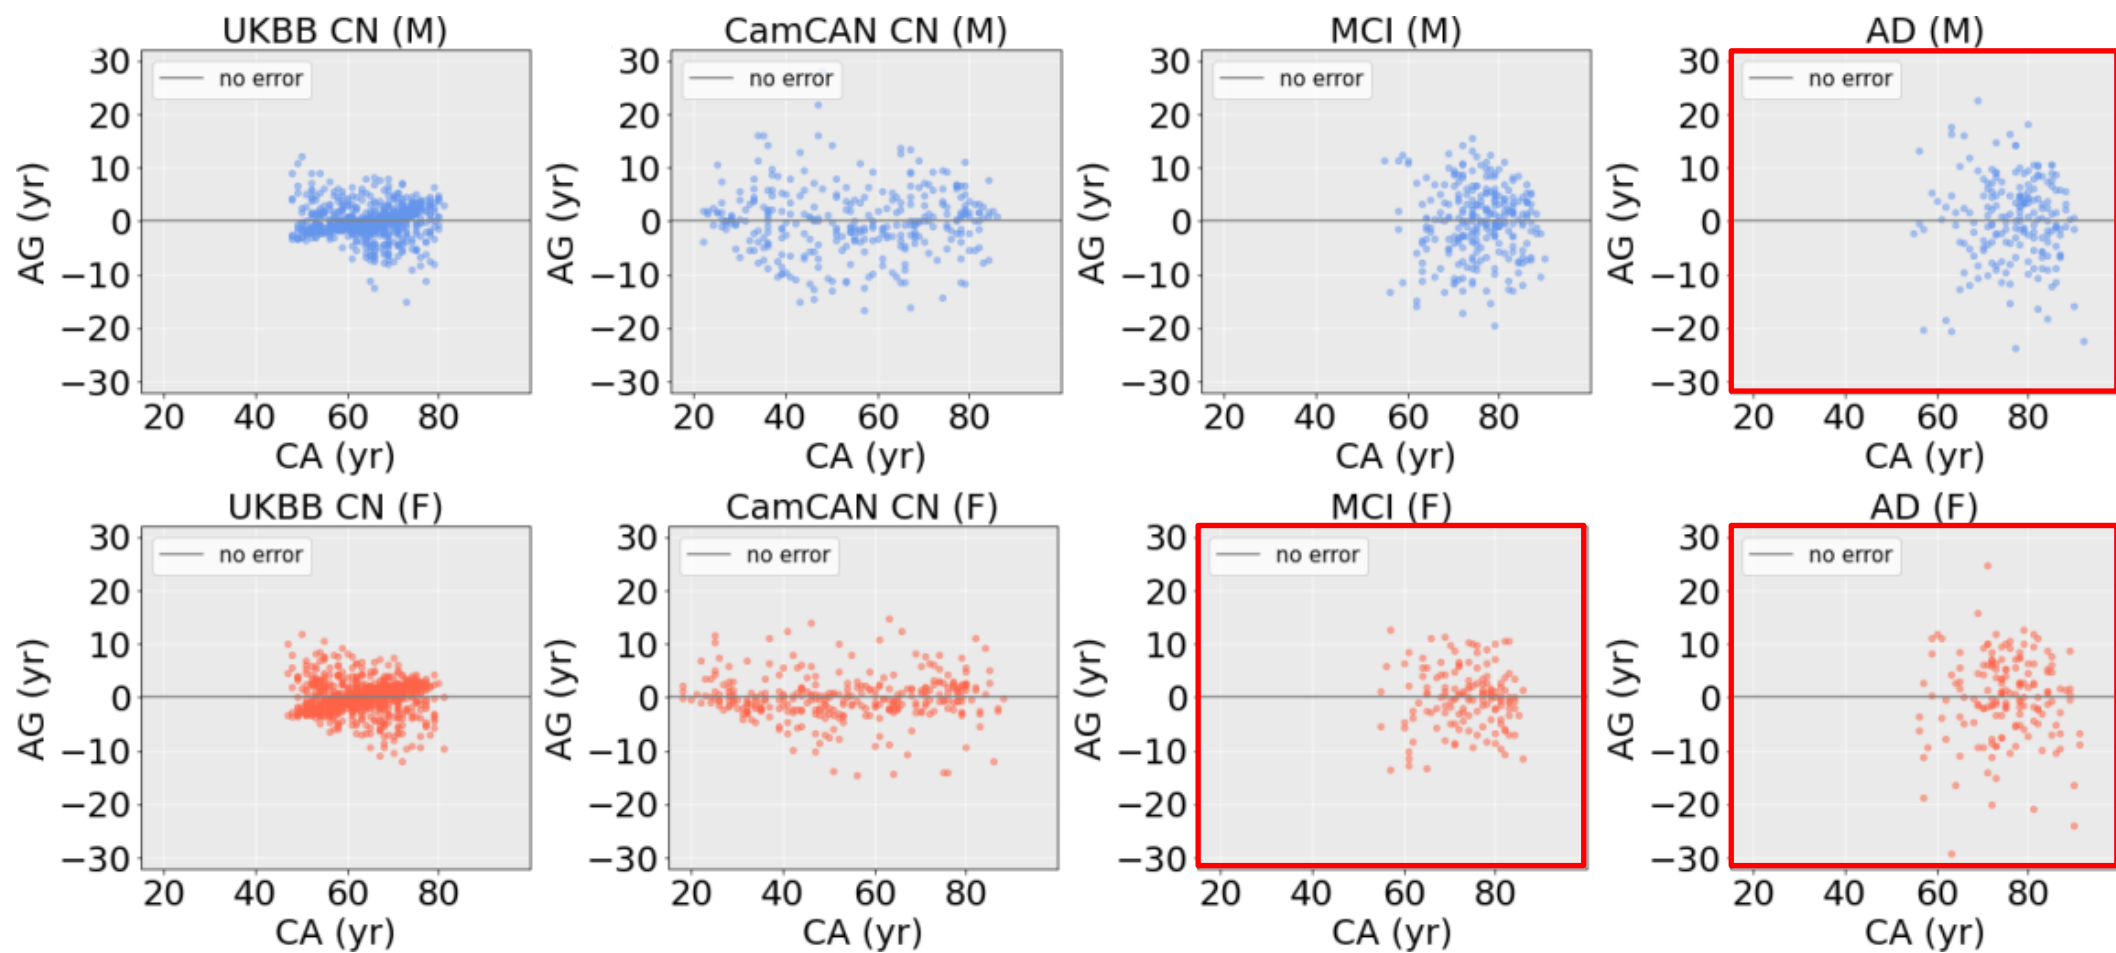 UKBB CN (M)
CamCAN CN (M)
MCI (M)
AD (M)
30
20
10
0
−10
−20
−30
AG (yr)
no error
20 40 60 80
CA (yr)
30
20
10
0
−10
−20
−30
AG (yr)
no error
20 40 60 80
CA (yr)
30
20
10
0
−10
−20
−30
AG (yr)
no error
20 40 60 80
CA (yr)
30
20
10
0
−10
−20
−30
AG (yr)
no error
20 40 60 80
CA (yr)
UKBB CN (F)
CamCAN CN (F)
MCI (F)
AD (F)
30
20
10
0
−10
−20
−30
AG (yr)
no error
20 40 60 80
CA (yr)
30
20
10
0
−10
−20
−30
AG (yr)
no error
20 40 60 80
CA (yr)
30
20
10
0
−10
−20
−30
AG (yr)
no error
20 40 60 80
CA (yr)
30
20
10
0
−10
−20
−30
AG (yr)
no error
20 40 60 80
CA (yr)